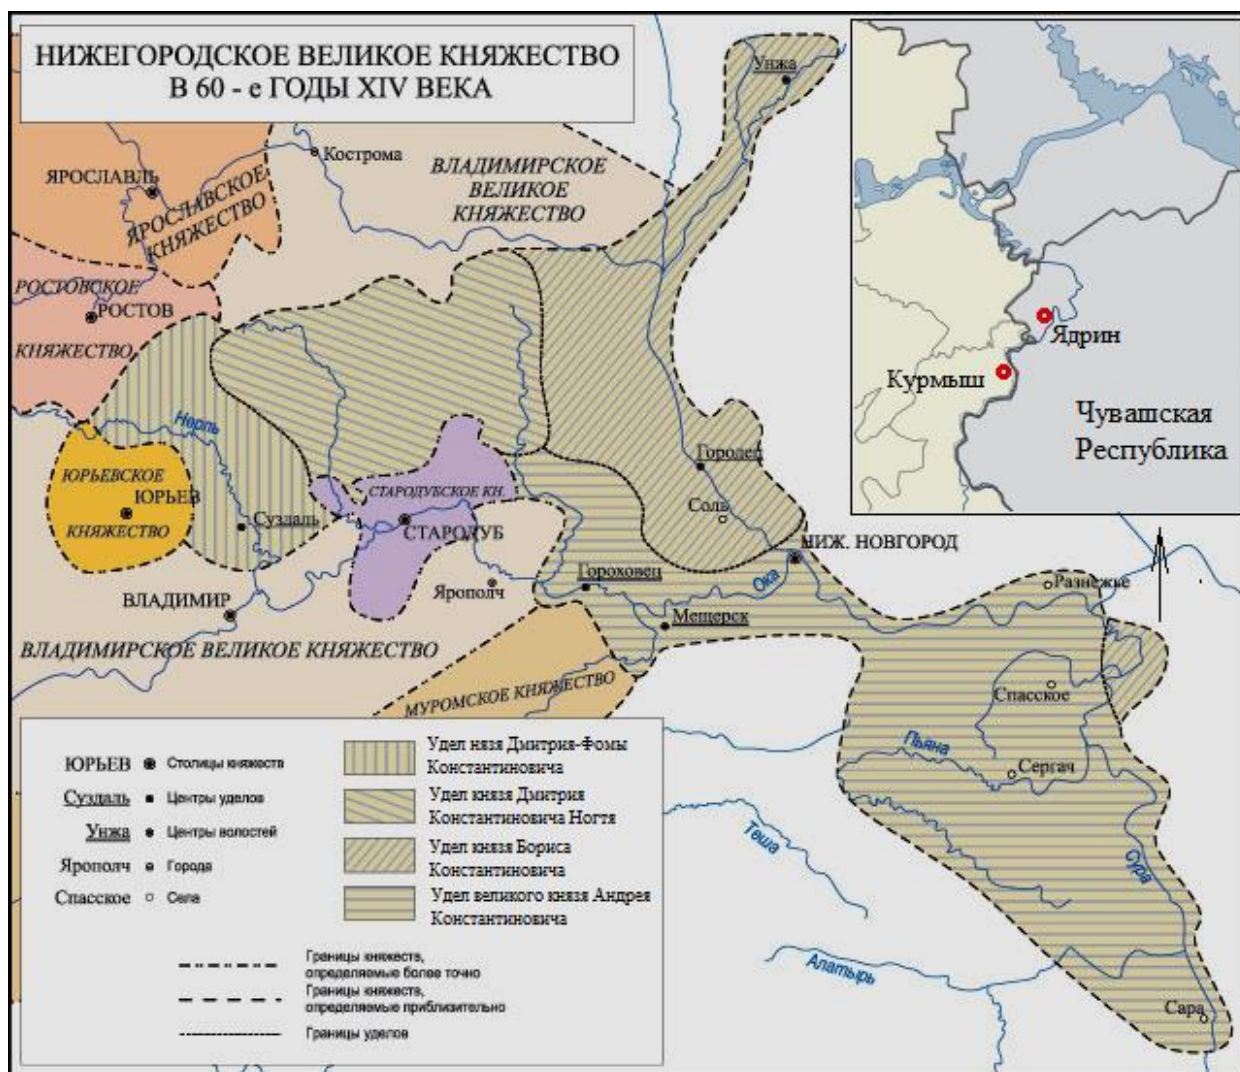 НИЖЕГОРОДСКОЕ ВЕЛИКОЕ КНЯЖЕСТВО
В 60 - е ГОДЫ XIV ВЕКА
Унжа
Кострома
ВЛАДИМИРСКОЕ
ВЕЛИКОЕ
КНЯЖЕСТВО
ЯРОСЛАВЛЬ
ЯРОСЛАВСКОЕ
КНЯЖЕСТВО
РОСТОВСКОЕ
РОСТОВ
КНЯЖЕСТВО
Ядрин
Курмыш
Чувашская
Республика
Нерль
Городец
ЮРЬЕВСКОЕ
ЮРЬЕВ
КНЯЖЕСТВО
СТАРОДУБСКОЕ КН.
Суздаль
СТАРОДУБ
Соль
НИЖ. НОВГОРОД
Гороховец
Ока
Ярополч
Разнежье
ВЛАДИМИР
Мещерск
ВЛАДИМИРСКОЕ ВЕЛИКОЕ КНЯЖЕСТВО
МУРОМСКОЕ КНЯЖЕСТВО
Спасское
Пьяна
Сергач
Теша
Сура
Алатырь
Сара
ЮРЬЕВ Столицы княжеств
Суздаль Центры уделов
Унжа Центры волостей
Ярополч Города
Спасское Села
Удел нязя Дмитрия-Фомы
Константиновича
Удел князя Дмитрия
Константиновича Ногтя
Удел князя Бориса
Константиновича
Удел великого князя Андрея
Константиновича
Границы княжеств,
определяемые более точно
Границы княжеств,
определяемые приблизительно
Границы уделов